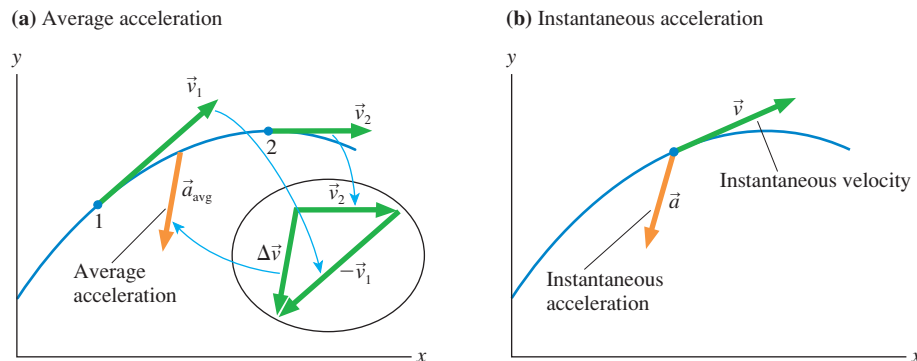 (a) Average acceleration
y
v⃗₁
v⃗₂
2
1
a⃗avg
v⃗₂
Δv⃗
−v⃗₁
Average
acceleration
x
(b) Instantaneous acceleration
y
v⃗
Instantaneous velocity
a⃗
Instantaneous
acceleration
x